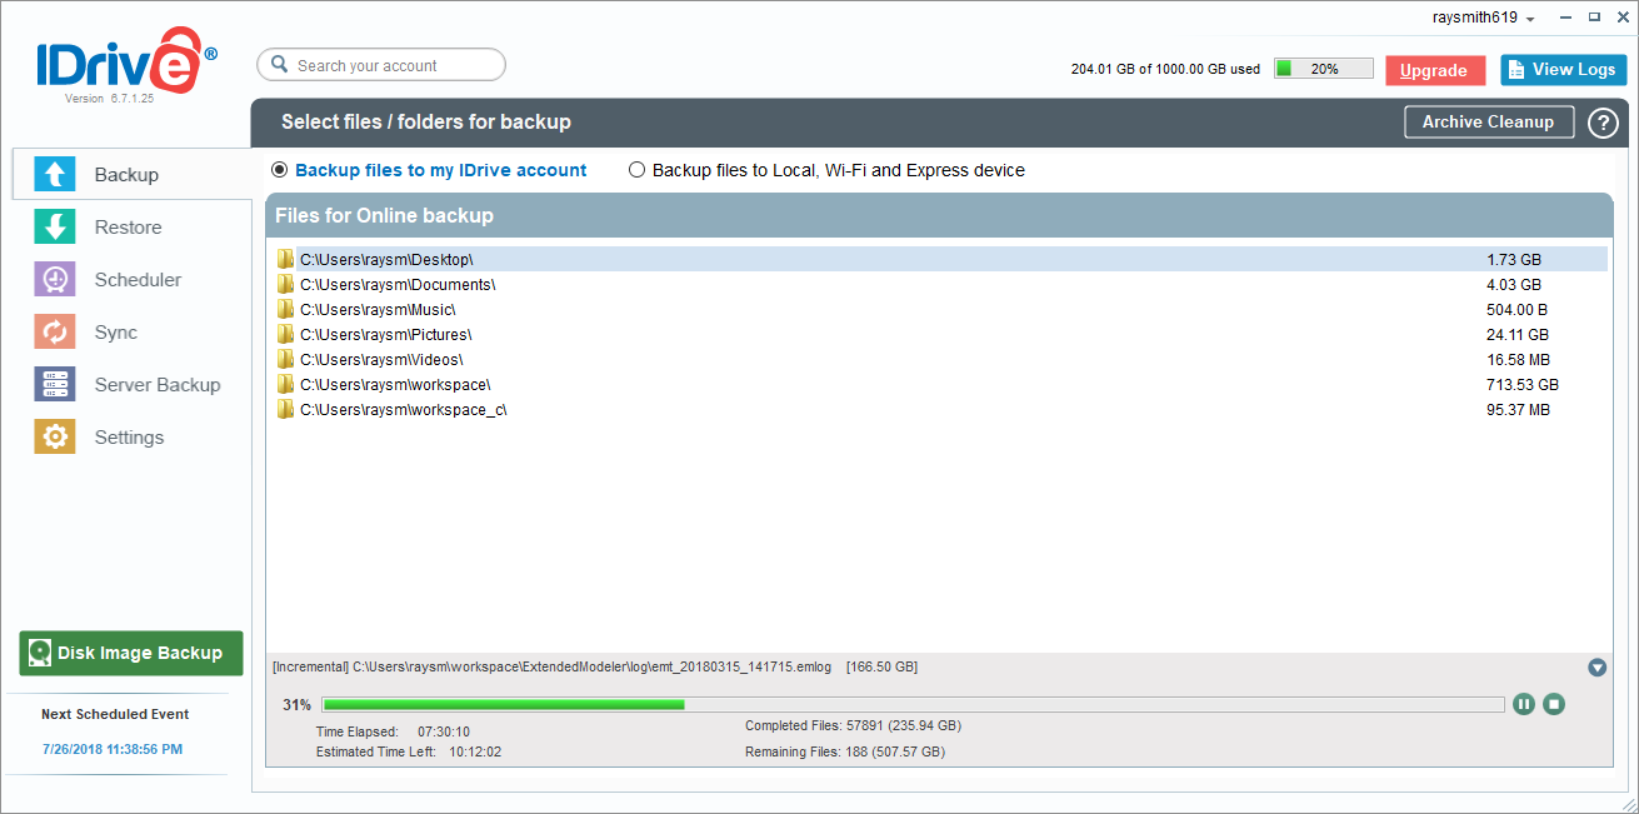 raysmith619
IDrive®
Version 6.7.1.25
Search your account
204.01 GB of 1000.00 GB used
20%
Upgrade
View Logs
Select files / folders for backup
Archive Cleanup
?
Backup
Restore
Scheduler
Sync
Server Backup
Settings
Backup files to my IDrive account
Backup files to Local, Wi-Fi and Express device
Files for Online backup
C:\Users\raysm\Desktop\ 1.73 GB
C:\Users\raysm\Documents\ 4.03 GB
C:\Users\raysm\Music\ 504.00 B
C:\Users\raysm\Pictures\ 24.11 GB
C:\Users\raysm\Videos\ 16.58 MB
C:\Users\raysm\workspace\ 713.53 GB
C:\Users\raysm\workspace_c\ 95.37 MB
Disk Image Backup
Next Scheduled Event
7/26/2018 11:38:56 PM
[Incremental] C:\Users\raysm\workspace\ExtendedModeler\log\emt_20180315_141715.emlog [166.50 GB]
31%
Time Elapsed: 07:30:10
Completed Files: 57891 (235.94 GB)
Estimated Time Left: 10:12:02
Remaining Files: 188 (507.57 GB)